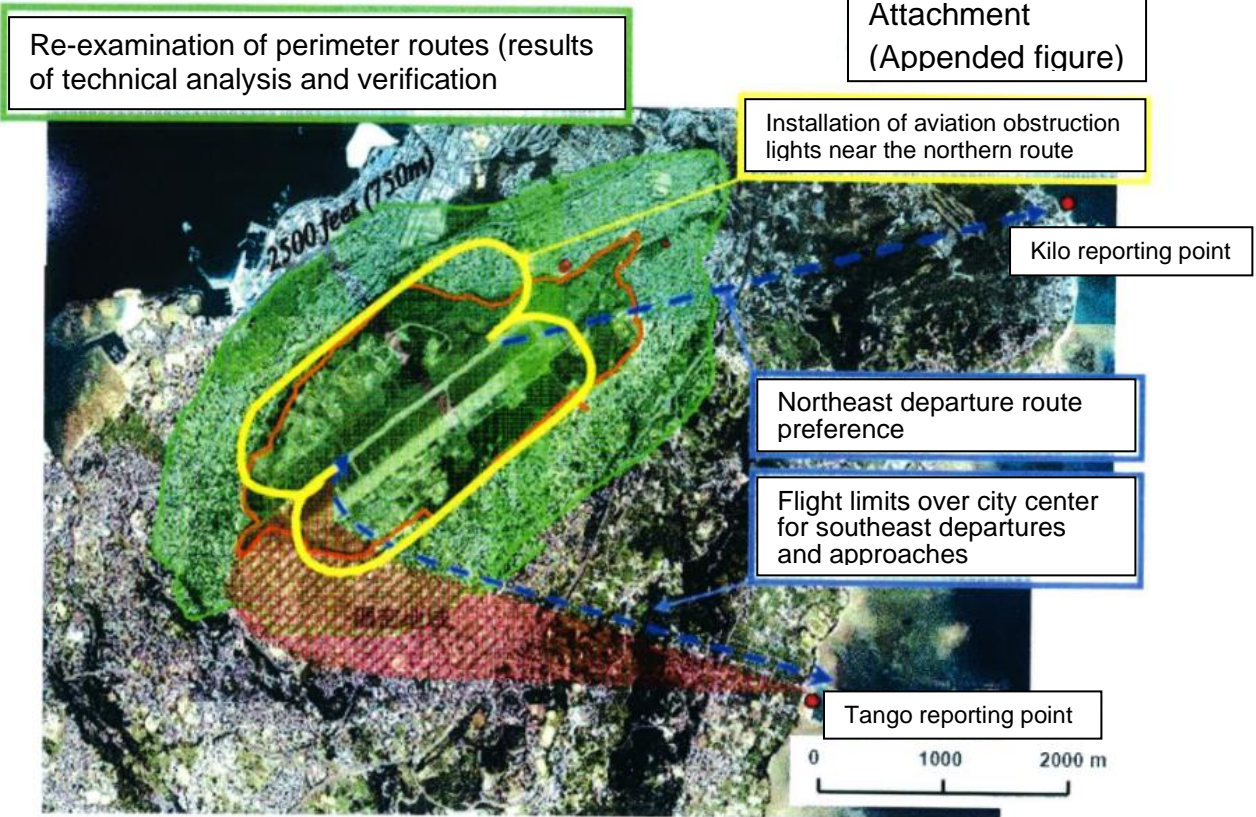 Attachment
(Appended figure)
Re-examination of perimeter routes (results
of technical analysis and verification
Installation of aviation obstruction
lights near the northern route
2500 feet (750m)
Kilo reporting point
Northeast departure route
preference
Flight limits over city center
for southeast departures
and approaches
地域
Tango reporting point
0 1000 2000 m